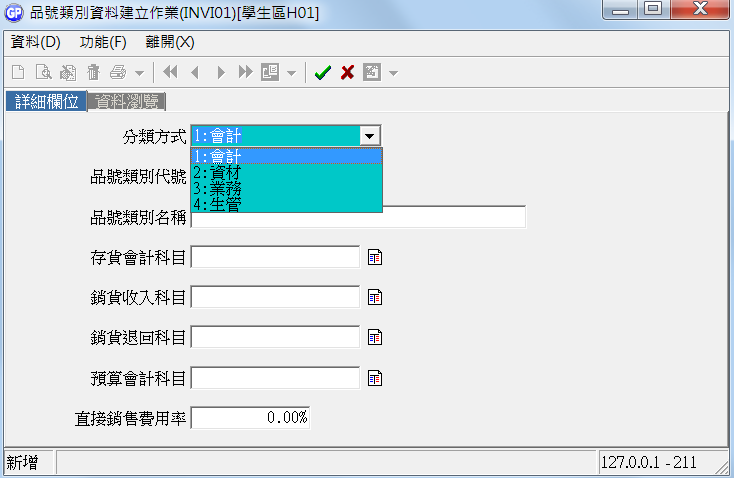 GP 品號類別資料建立作業(INVI01)[學生區H01]
資料(D) 功能(F) 離開(X)
詳細欄位 資料瀏覽
分類方式 1:會計
1:會計
2:資材
3:業務
4:生管
品號類別代號
品號類別名稱
存貨會計科目
銷貨收入科目
銷貨退回科目
預算會計科目
直接銷售費用率 0.00%
新增 127.0.0.1 - 211